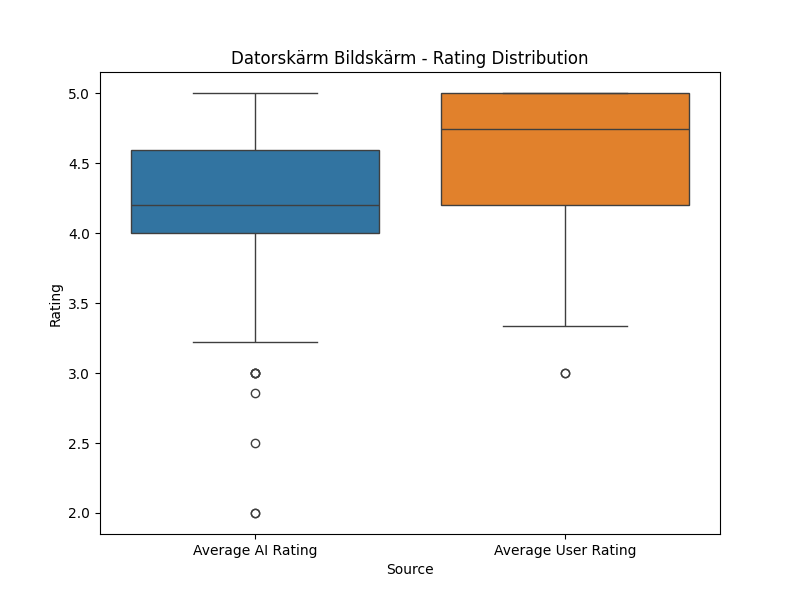 Datorskärm Bildskärm - Rating Distribution
5.0
4.5
4.0
3.5
3.0
2.5
2.0
Rating
Average AI Rating
Average User Rating
Source